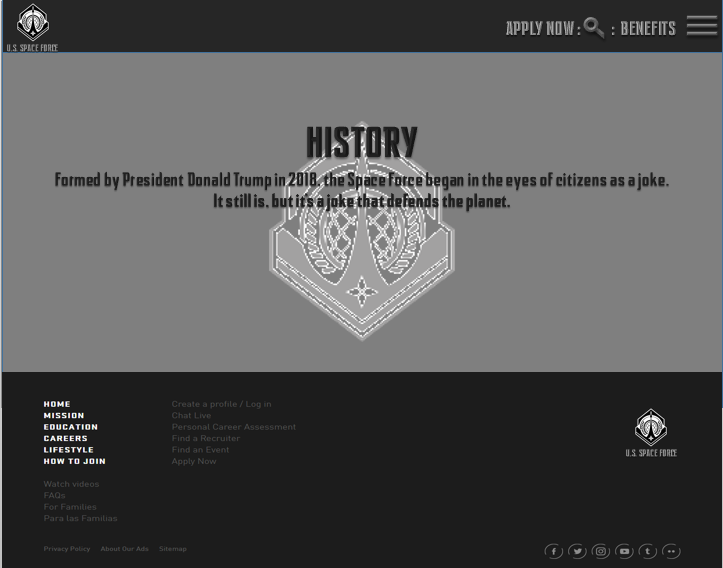 U.S. SPACE FORCE
APPLY NOW : : BENEFITS
HISTORY
Formed by President Donald Trump in 2018, the Space Force began in the eyes of citizens as a joke.
It still is, but it's a joke that defends the planet.
HOME
MISSION
EDUCATION
CAREERS
LIFESTYLE
HOW TO JOIN
Watch videos
FAQs
For Families
Para las Familias
Create a profile / Log in
Chat Live
Personal Career Assessment
Find a Recruiter
Find an Event
Apply Now
U.S. SPACE FORCE
Privacy Policy About Our Ads Sitemap